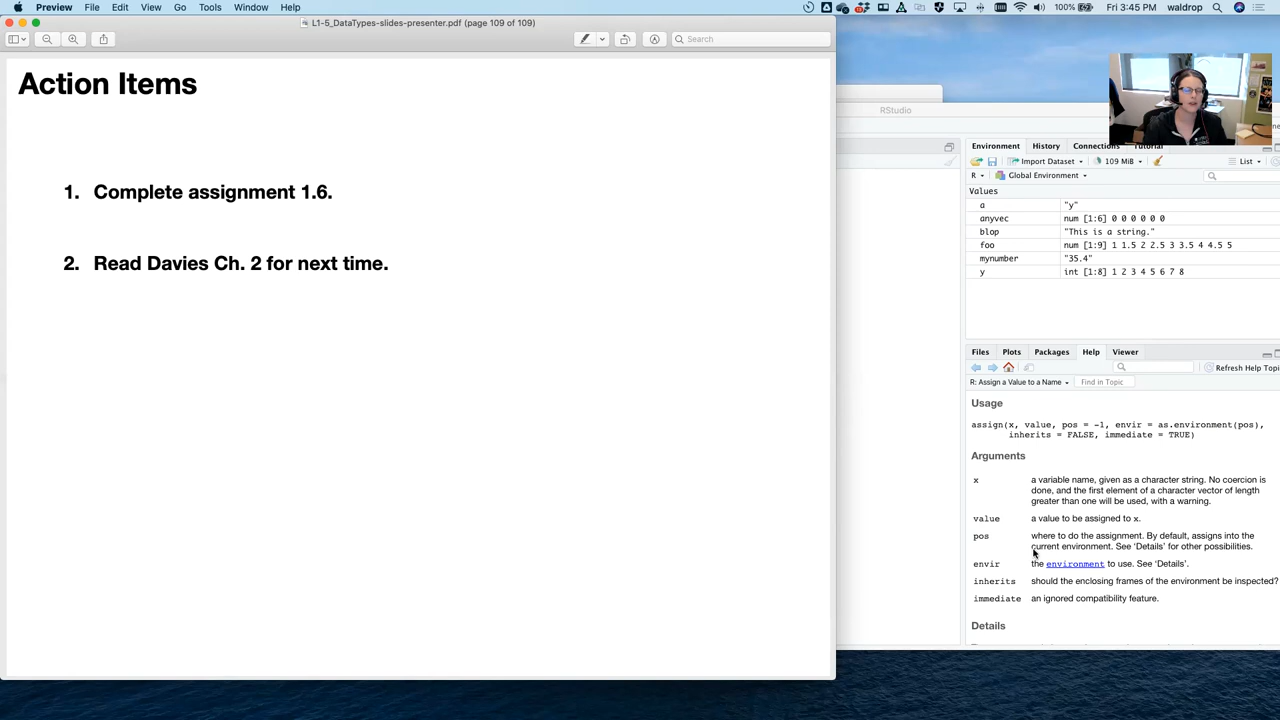 Preview File Edit View Go Tools Window Help
100% Fri 3:45 PM waldrop
L1-5_DataTypes-slides-presenter.pdf (page 109 of 109)
Search
Action Items
1. Complete assignment 1.6.
2. Read Davies Ch. 2 for next time.
RStudio
Environment History Connections Tutorial
Import Dataset 109 MiB List
R Global Environment
Values
a "y"
anyvec num [1:6] 0 0 0 0 0 0
blop "This is a string."
foo num [1:9] 1 1.5 2 2.5 3 3.5 4 4.5 5
mynumber "35.4"
y int [1:8] 1 2 3 4 5 6 7 8
Files Plots Packages Help Viewer
Refresh Help Topi
R: Assign a Value to a Name Find in Topic
Usage
assign(x, value, pos = -1, envir = as.environment(pos),
inherits = FALSE, immediate = TRUE)
Arguments
x a variable name, given as a character string. No coercion is
done, and the first element of a character vector of length
greater than one will be used, with a warning.
value a value to be assigned to x.
pos where to do the assignment. By default, assigns into the
current environment. See ‘Details’ for other possibilities.
envir the environment to use. See ‘Details’.
inherits should the enclosing frames of the environment be inspected?
immediate an ignored compatibility feature.
Details